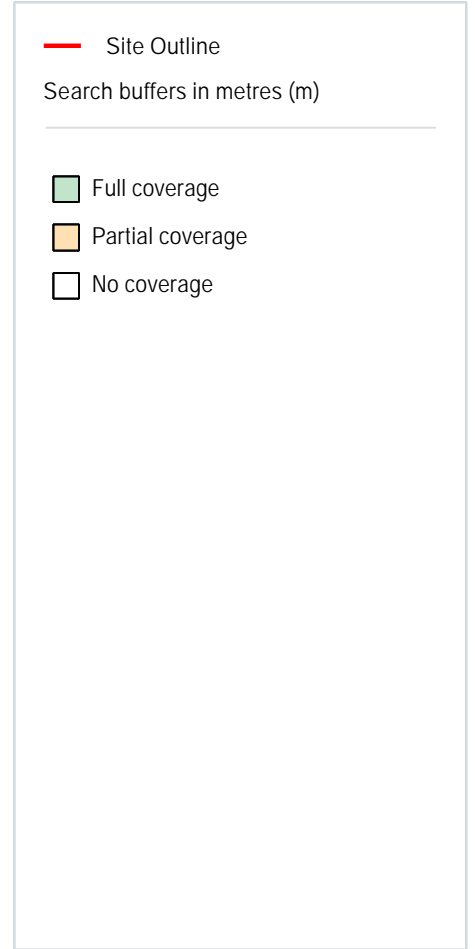 Site Outline
Search buffers in metres (m)
Full coverage
Partial coverage
No coverage